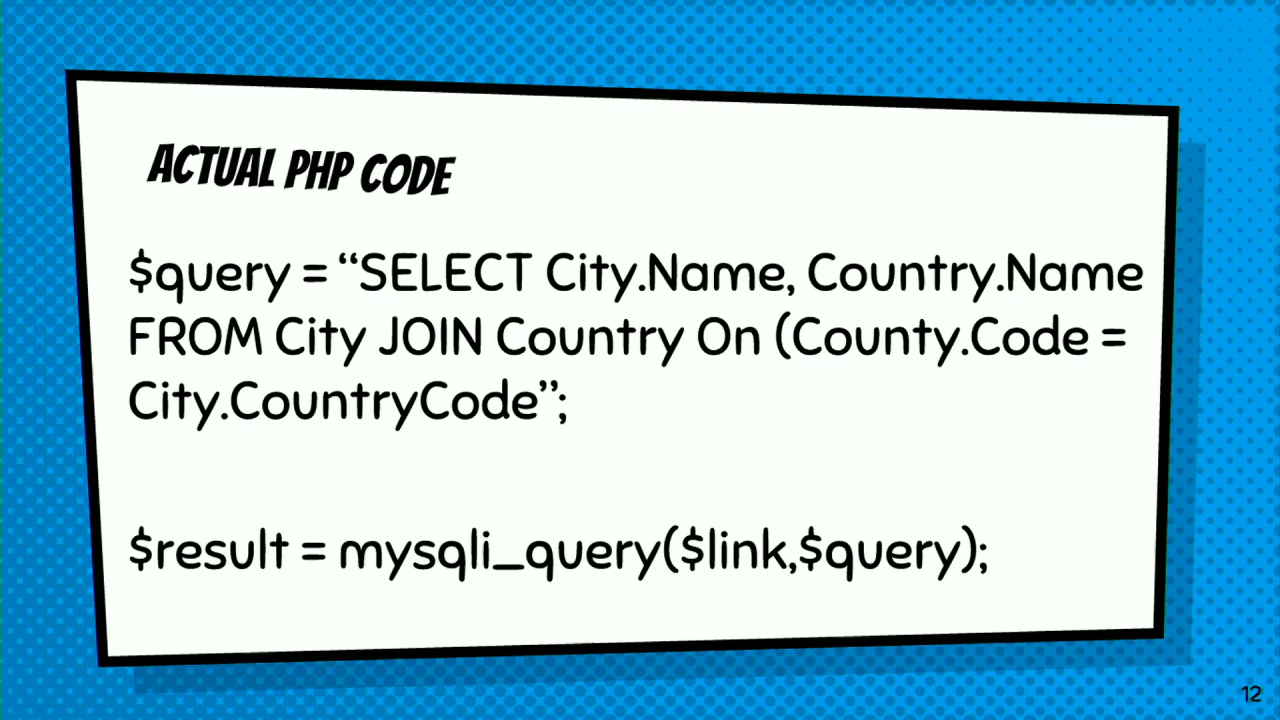 ACTUAL PHP CODE
$query = “SELECT City.Name, Country.Name
FROM City JOIN Country On (County.Code =
City.CountryCode”;
$result = mysqli_query($link,$query);
12